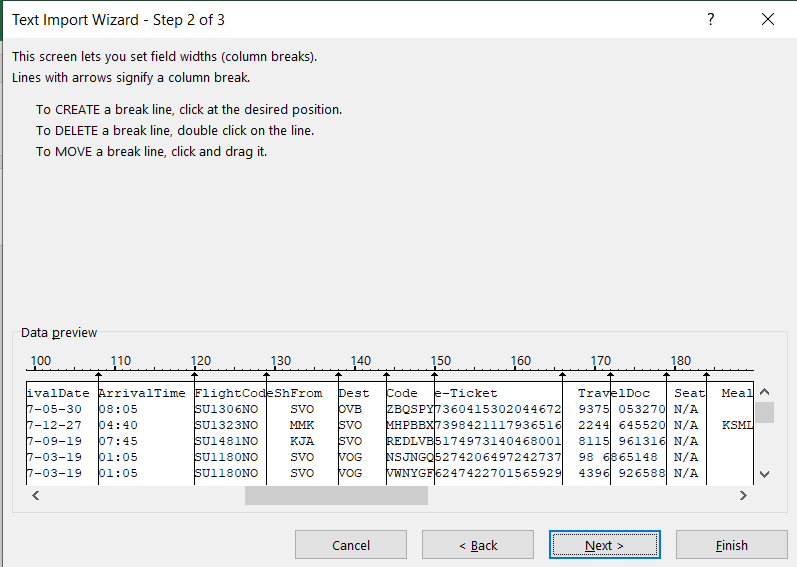 Text Import Wizard - Step 2 of 3 ?
This screen lets you set field widths (column breaks).
Lines with arrows signify a column break.
To CREATE a break line, click at the desired position.
To DELETE a break line, double click on the line.
To MOVE a break line, click and drag it.
Data preview
100 110 120 130 140 150 160 170 180
ivalDate ArrivalTime FlightCodeShFrom Dest Code e-Ticket TravelDoc Seat Meal
7-05-30 08:05 SU1306NO SVO OVB ZBQSPY7360415302044672 9375 053270 N/A
7-12-27 04:40 SU1323NO MMK SVO MHPBBX7398421117936516 2244 645520 N/A KSML
7-09-19 07:45 SU1481NO KJA SVO REDLVB5174973140468001 8115 961316 N/A
7-03-19 01:05 SU1180NO SVO VOG NSJNGQ5274206497242737 98 6865148 N/A
7-03-19 01:05 SU1180NO SVO VOG VWNYGF6247422701565929 4396 926588 N/A
Cancel < Back Next > Finish